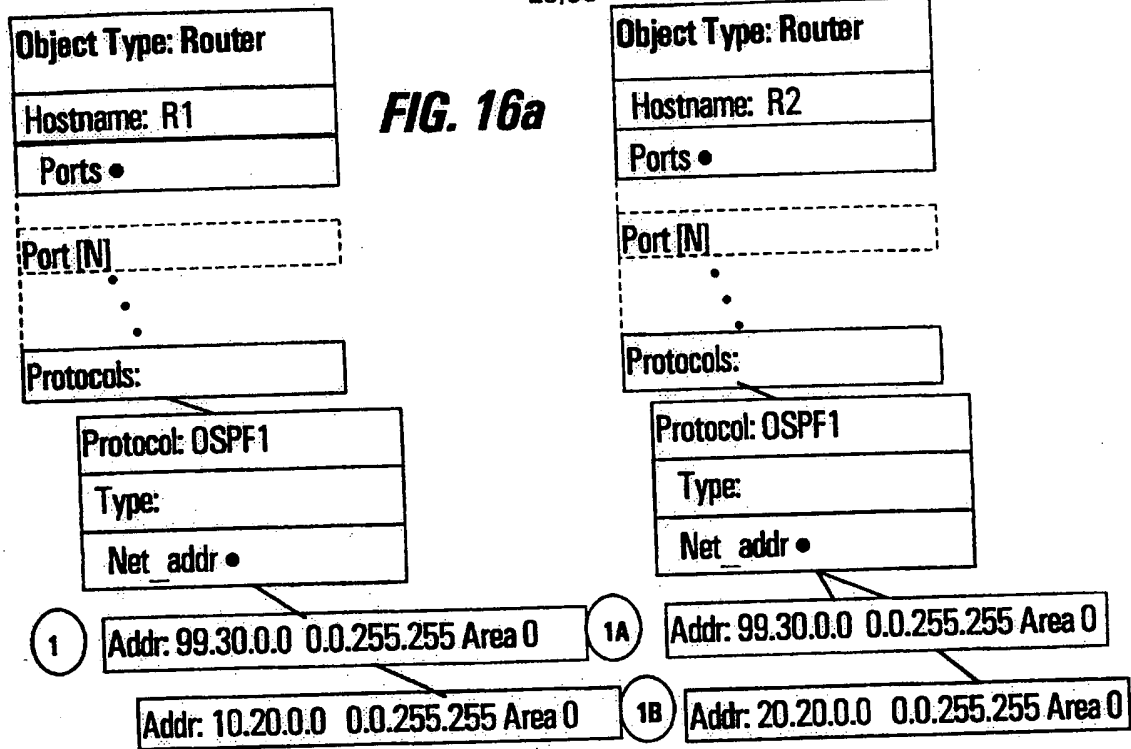 Object Type: Router
Hostname: R1
Ports •
Port [N]
Protocols:
Protocol: OSPF1
Type:
Net_addr •
1
Addr: 99.30.0.0 0.0.255.255 Area 0
Addr: 10.20.0.0 0.0.255.255 Area 0
FIG. 16a
Object Type: Router
Hostname: R2
Ports •
Port [N]
Protocols:
Protocol: OSPF1
Type:
Net_addr •
1A
Addr: 99.30.0.0 0.0.255.255 Area 0
1B
Addr: 20.20.0.0 0.0.255.255 Area 0